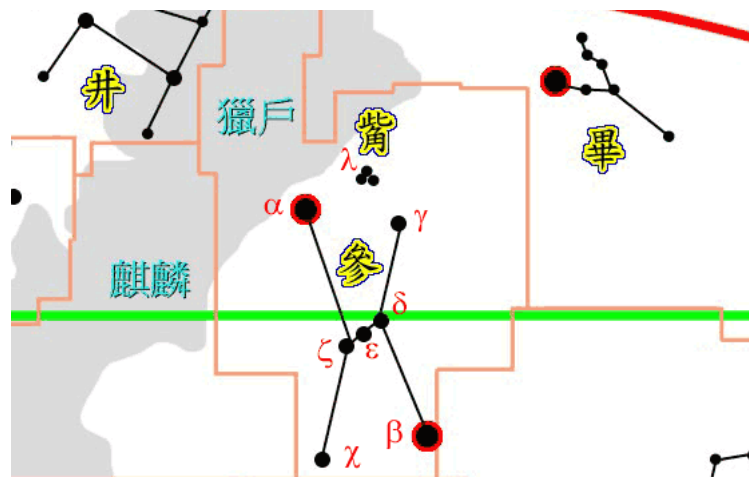 井
獵戶
觜
畢
λ
α
γ
參
麒麟
δ
ζ
ε
β
χ